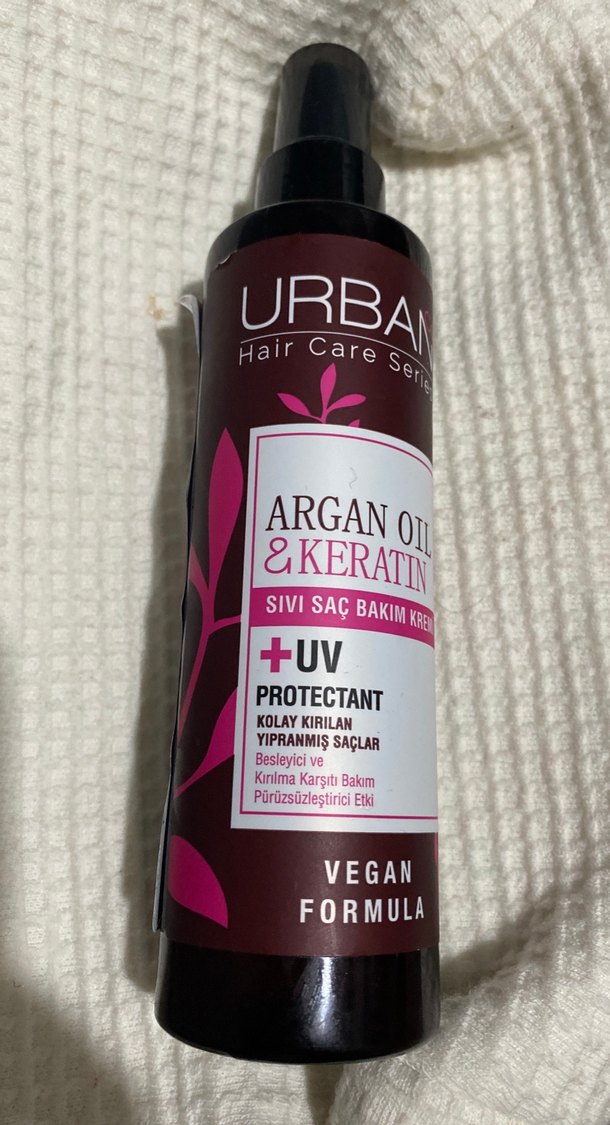 URBAN
Hair Care Series
ARGAN OIL
& KERATIN
SIVI SAÇ BAKIM KREM
+UV
PROTECTANT
KOLAY KIRILAN
YIPRANMIŞ SAÇLAR
Besleyici ve
Kırılma Karşıtı Bakım
Pürüzsüzleştirici Etki
VEGAN
FORMULA